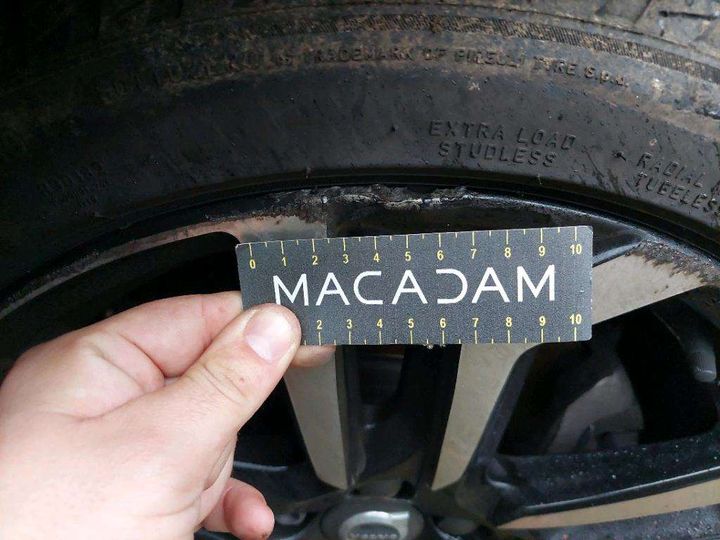 IS TRADEMARK OF PIRELLI TYRE S.P.A.
EXTRA LOAD
STUDLESS
RADIAL
TUBELESS
0 1 2 3 4 5 6 7 8 9 10
MACADAM
2 3 4 5 6 7 8 9 10